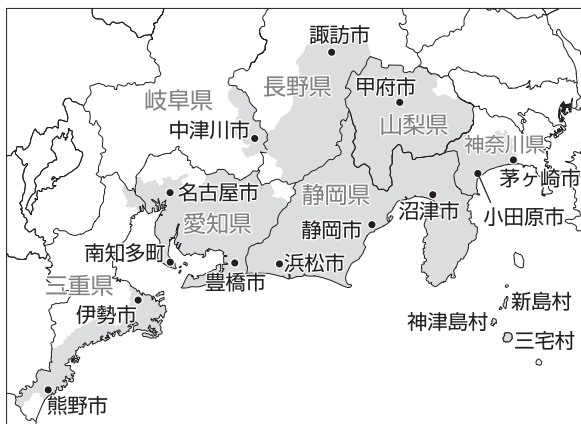 諏訪市
岐阜県
長野県
甲府市
山梨県
中津川市
神奈川県
茅ヶ崎市
名古屋市
愛知県
静岡県
沼津市
小田原市
静岡市
南知多町
豊橋市
浜松市
三重県
伊勢市
新島村
神津島村
三宅村
熊野市